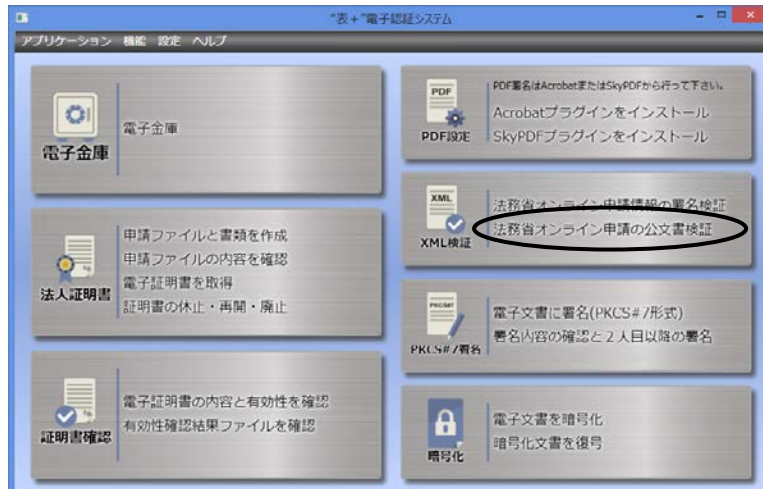 "表+"電子認証システム
アプリケーション 機能 設定 ヘルプ
電子金庫
電子金庫
申請ファイルと書類を作成
申請ファイルの内容を確認
電子証明書を取得
証明書の休止・再開・廃止
法人証明書
電子証明書の内容と有効性を確認
有効性確認結果ファイルを確認
証明書確認
PDF
PDF署名はAcrobatまたはSkyPDFから行って下さい。
Acrobatプラグインをインストール
SkyPDFプラグインをインストール
PDF設定
XML
法務省オンライン申請情報の署名検証
法務省オンライン申請の公文書検証
XML検証
PKCS#7
電子文書に署名(PKCS#7形式)
署名内容の確認と2人目以降の署名
PKCS#7署名
電子文書を暗号化
暗号化文書を復号
暗号化